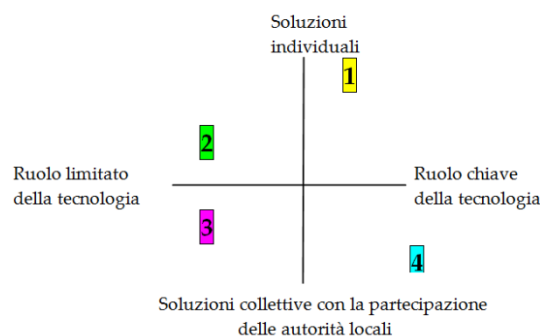 Soluzioni
individuali
1
2
Ruolo limitato
della tecnologia
Ruolo chiave
della tecnologia
3
4
Soluzioni collettive con la partecipazione
delle autorità locali